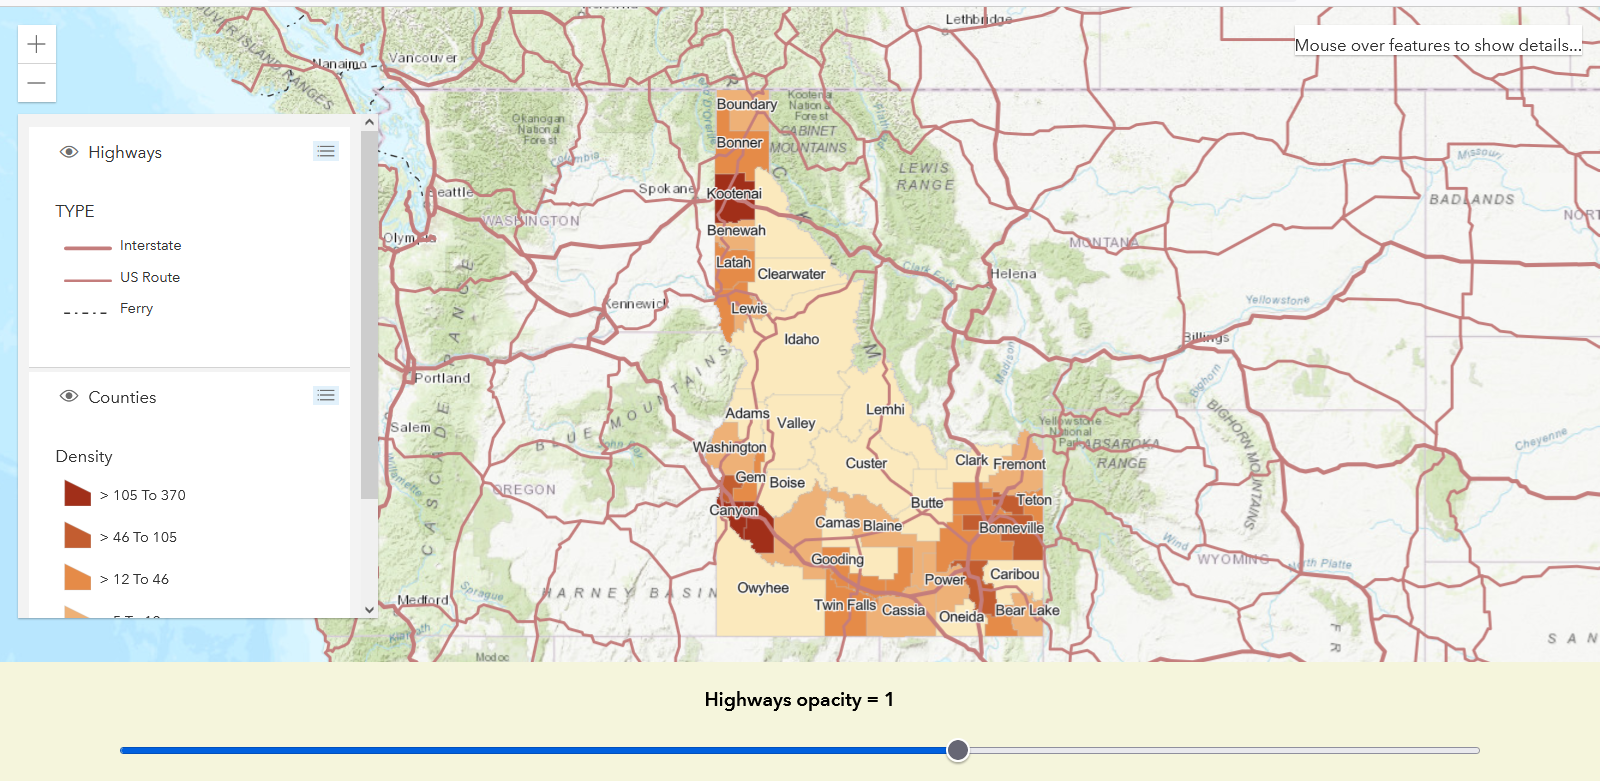 Mouse over features to show details...
Highways
TYPE
Interstate
US Route
Ferry
Counties
Density
> 105 To 370
> 46 To 105
> 12 To 46
Lethbridge
Vancouver
Nanaimo
Okanogan
National
Forest
Columbia
Seattle
Spokane
WASHINGTON
Kennewick
Portland
Salem
CASCADE RANGE
BLUE MOUNTAINS
OREGON
HARNEY BASIN
Medford
Sprague
Klamath
Modoc
Kootenai
National
Forest
CABINET
MOUNTAINS
LEWIS
RANGE
MONTANA
Missouri
BADLANDS
Helena
Clark Fork
Yellowstone
Billings
Madison
Bighorn
BIGHORN MOUNTAINS
Yellowstone
National
Park
ABSAROKA
RANGE
Cheyenne
WYOMING
Wind
North Platte
Boundary
Bonner
Kootenai
Benewah
Latah
Clearwater
Lewis
Idaho
Adams
Valley
Lemhi
Washington
Custer
Clark
Fremont
Gem
Boise
Butte
Teton
Canyon
Camas
Blaine
Bonneville
Gooding
Power
Caribou
Owyhee
Twin Falls
Cassia
Oneida
Bear Lake
Highways opacity = 1